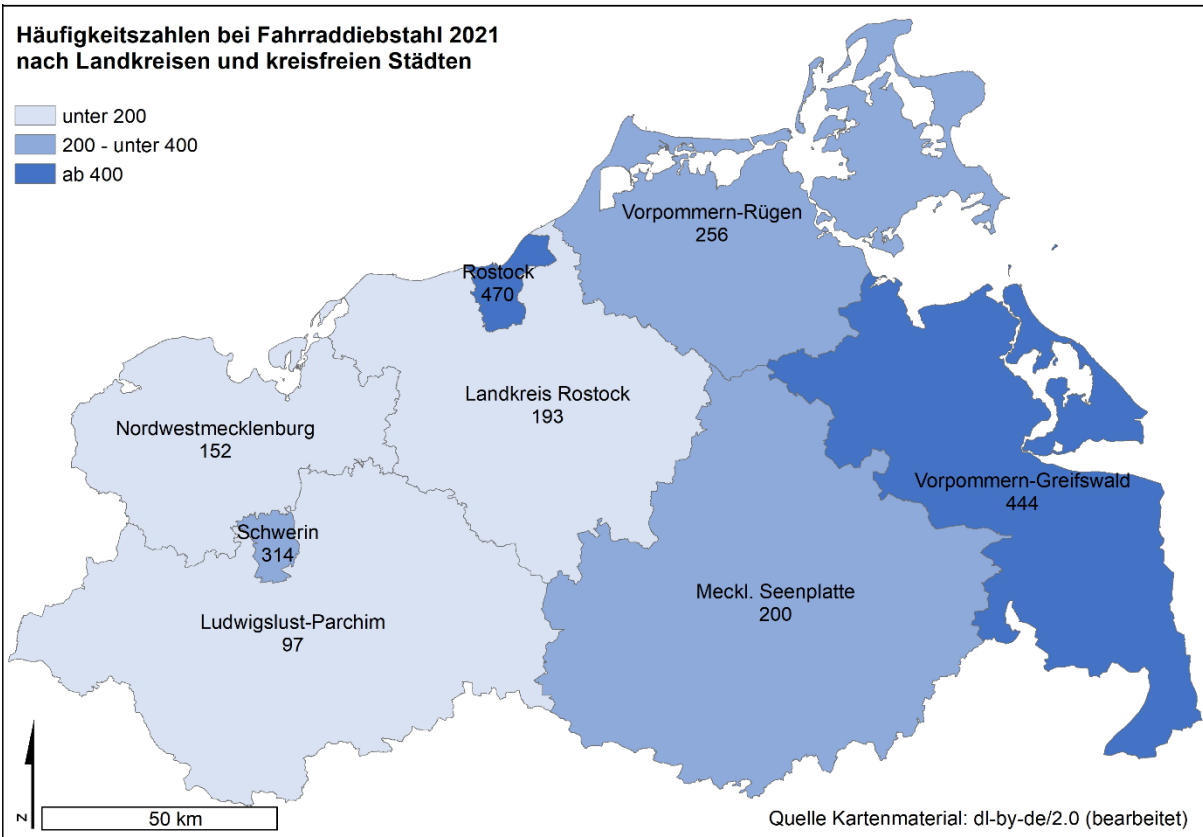 Häufigkeitszahlen bei Fahrraddiebstahl 2021
nach Landkreisen und kreisfreien Städten
unter 200
200 - unter 400
ab 400
Vorpommern-Rügen
256
Rostock
470
Landkreis Rostock
193
Nordwestmecklenburg
152
Vorpommern-Greifswald
444
Schwerin
314
Meckl. Seenplatte
200
Ludwigslust-Parchim
97
N
50 km
Quelle Kartenmaterial: dl-by-de/2.0 (bearbeitet)